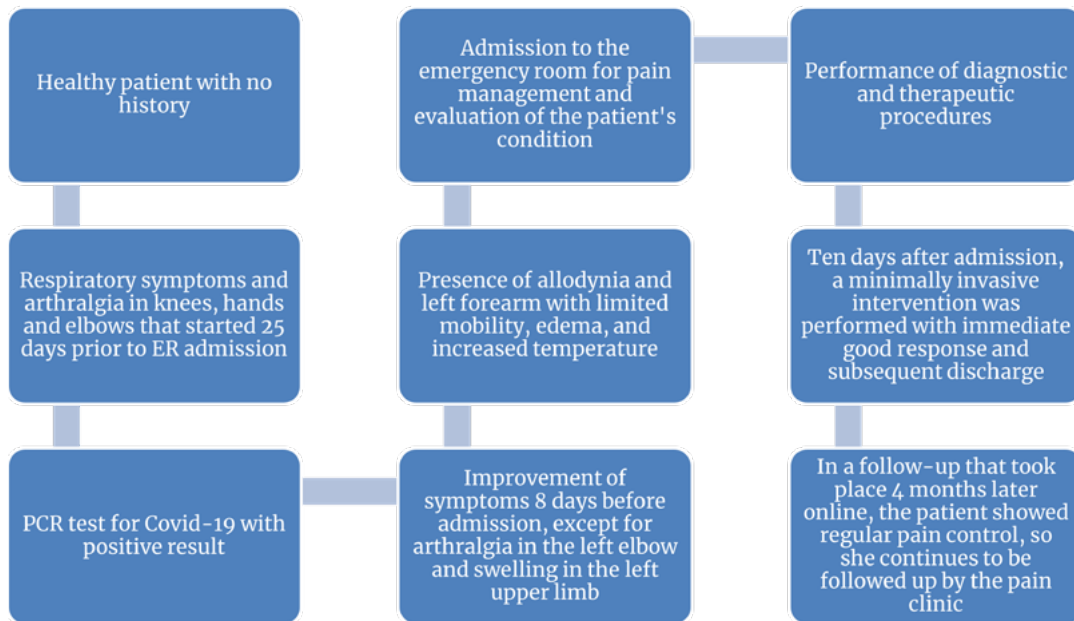 Healthy patient with no
history
Respiratory symptoms and
arthralgia in knees, hands
and elbows that started 25
days prior to ER admission
PCR test for Covid-19 with
positive result
Improvement of
symptoms 8 days before
admission, except for
arthralgia in the left elbow
and swelling in the left
upper limb
Presence of allodynia and
left forearm with limited
mobility, edema, and
increased temperature
Admission to the
emergency room for pain
management and
evaluation of the patient's
condition
Performance of diagnostic
and therapeutic
procedures
Ten days after admission,
a minimally invasive
intervention was
performed with immediate
good response and
subsequent discharge
In a follow-up that took
place 4 months later
online, the patient showed
regular pain control, so
she continues to be
followed up by the pain
clinic